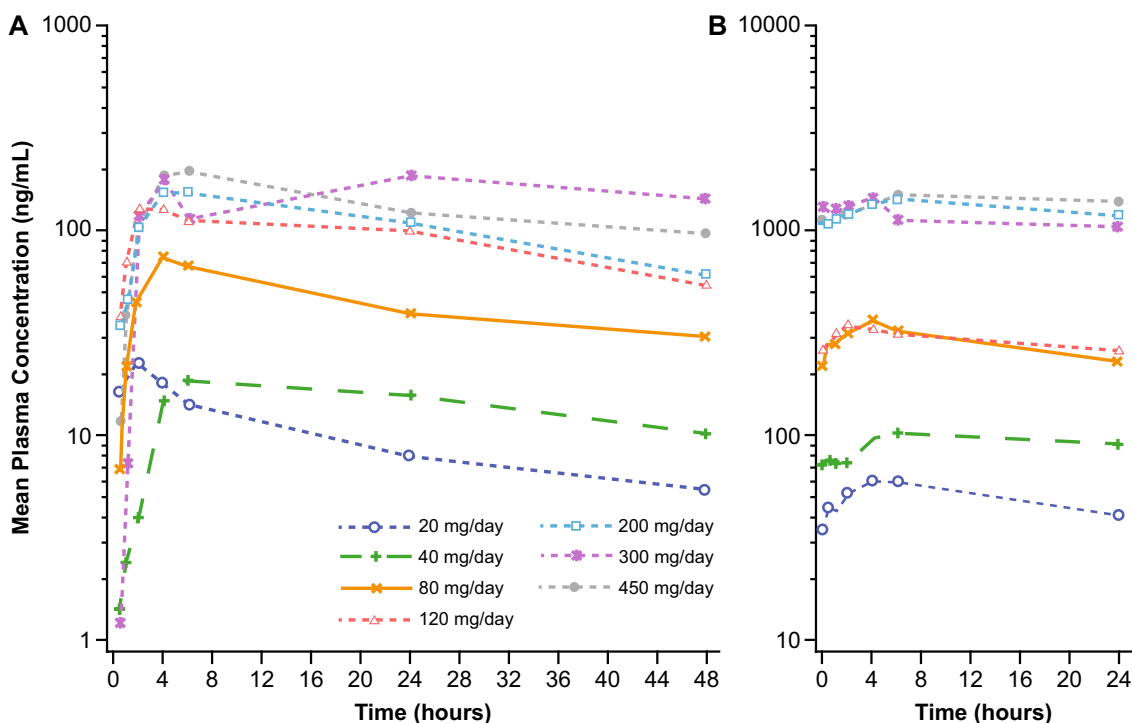 A
B
Mean Plasma Concentration (ng/mL)
1000
100
10
1
0 4 8 12 16 20 24 28 32 36 40 44 48
Time (hours)
20 mg/day
40 mg/day
80 mg/day
120 mg/day
200 mg/day
300 mg/day
450 mg/day
10000
1000
100
10
0 4 8 12 16 20 24
Time (hours)